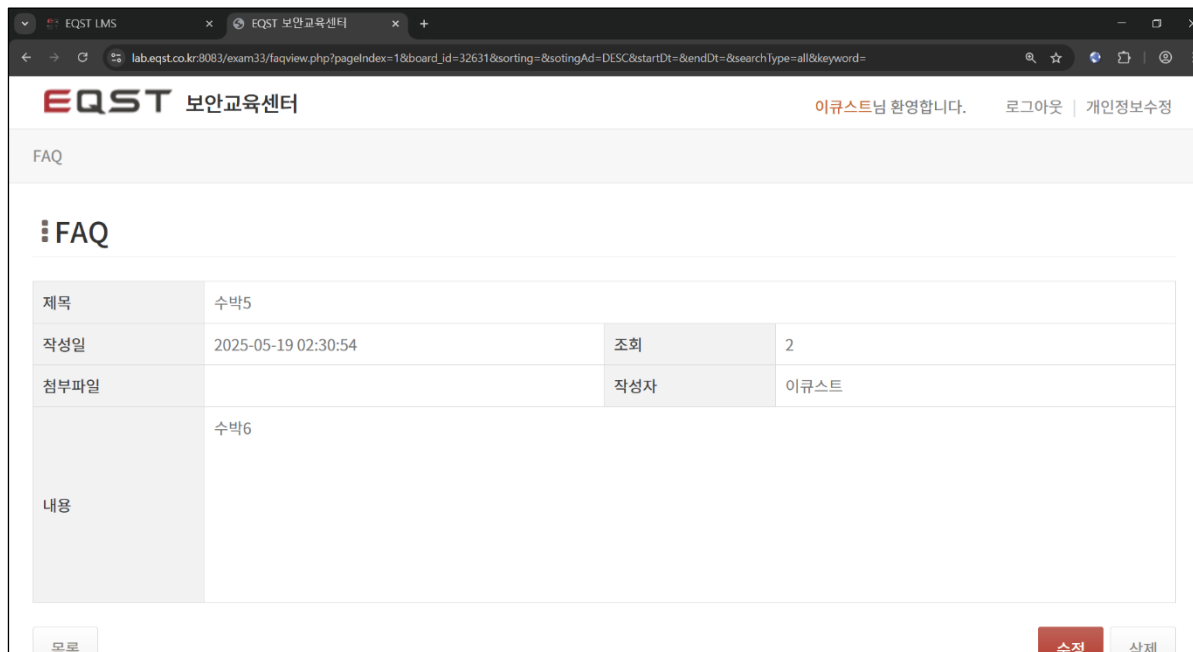 EQST LMS
EQST 보안교육센터
lab.eqst.co.kr:8083/exam33/faqview.php?pageIndex=1&board_id=32631&sorting=&sotingAd=DESC&startDt=&endDt=&searchType=all&keyword=
EQST 보안교육센터 이큐스트님 환영합니다. 로그아웃 | 개인정보수정
FAQ
FAQ
제목 수박5
작성일 2025-05-19 02:30:54 조회 2
첨부파일 작성자 이큐스트
수박6
내용
목록 수정 삭제